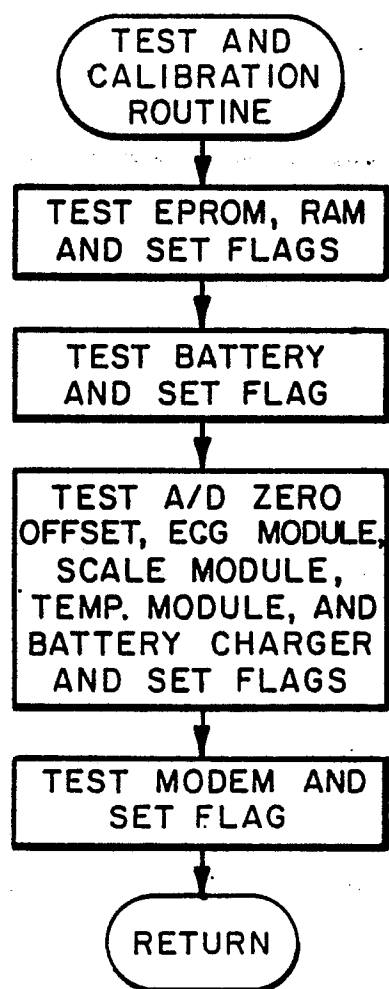 TEST AND
CALIBRATION
ROUTINE
TEST EPROM, RAM
AND SET FLAGS
TEST BATTERY
AND SET FLAG
TEST A/D ZERO
OFFSET, ECG MODULE,
SCALE MODULE,
TEMP. MODULE, AND
BATTERY CHARGER
AND SET FLAGS
TEST MODEM AND
SET FLAG
RETURN